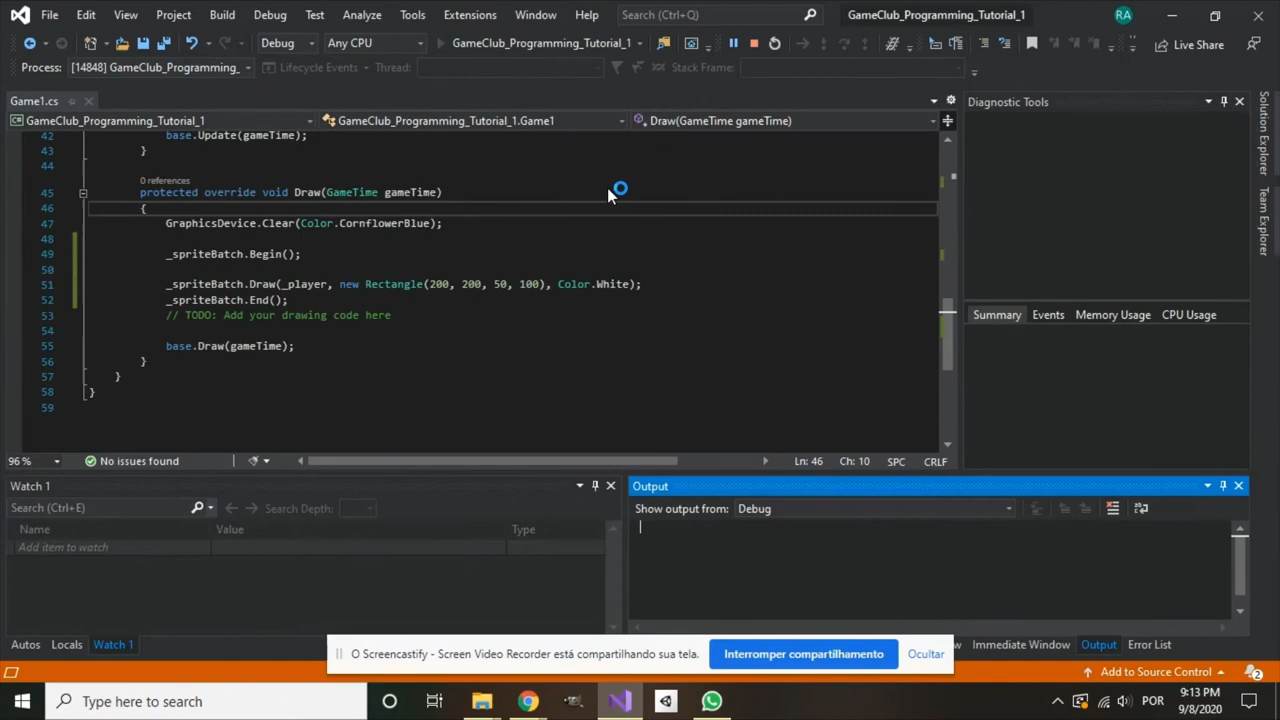 File Edit View Project Build Debug Test Analyze Tools Extensions Window Help Search (Ctrl+Q) GameClub_Programming_Tutorial_1 RA
Debug Any CPU GameClub_Programming_Tutorial_1 Live Share
Process: [14848] GameClub_Programming_ Lifecycle Events Thread: Stack Frame:
Game1.cs
GameClub_Programming_Tutorial_1 GameClub_Programming_Tutorial_1.Game1 Draw(GameTime gameTime)
42 base.Update(gameTime);
43 }
44
0 references
45 protected override void Draw(GameTime gameTime)
46 {
47 GraphicsDevice.Clear(Color.CornflowerBlue);
48
49 _spriteBatch.Begin();
50
51 _spriteBatch.Draw(_player, new Rectangle(200, 200, 50, 100), Color.White);
52 _spriteBatch.End();
53 // TODO: Add your drawing code here
54
55 base.Draw(gameTime);
56 }
57 }
58 }
59
96 % No issues found Ln: 46 Ch: 10 SPC CRLF
Diagnostic Tools
Summary Events Memory Usage CPU Usage
Solution Explorer
Team Explorer
Watch 1
Search (Ctrl+E) Search Depth:
Name Value Type
Add item to watch
Autos Locals Watch 1
Output
Show output from: Debug
Immediate Window Output Error List
O Screencastify - Screen Video Recorder está compartilhando sua tela. Interromper compartilhamento Ocultar
Add to Source Control 2
Type here to search
POR
9:13 PM
9/8/2020